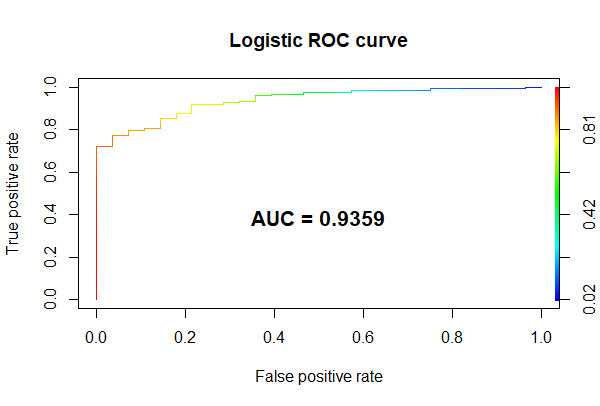 Logistic ROC curve
True positive rate
1.0
0.8
0.6
0.4
0.2
0.0
AUC = 0.9359
0.81
0.42
0.02
0.0 0.2 0.4 0.6 0.8 1.0
False positive rate